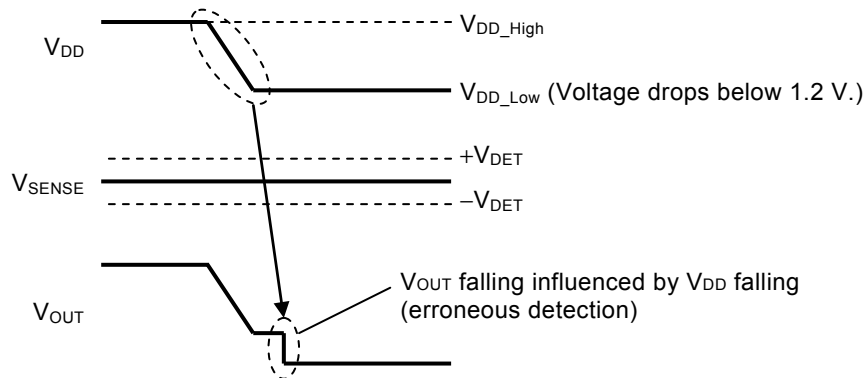 VDD_High
VDD
VDD_Low (Voltage drops below 1.2 V.)
+VDET
VSENSE
−VDET
VOUT falling influenced by VDD falling
(erroneous detection)
VOUT